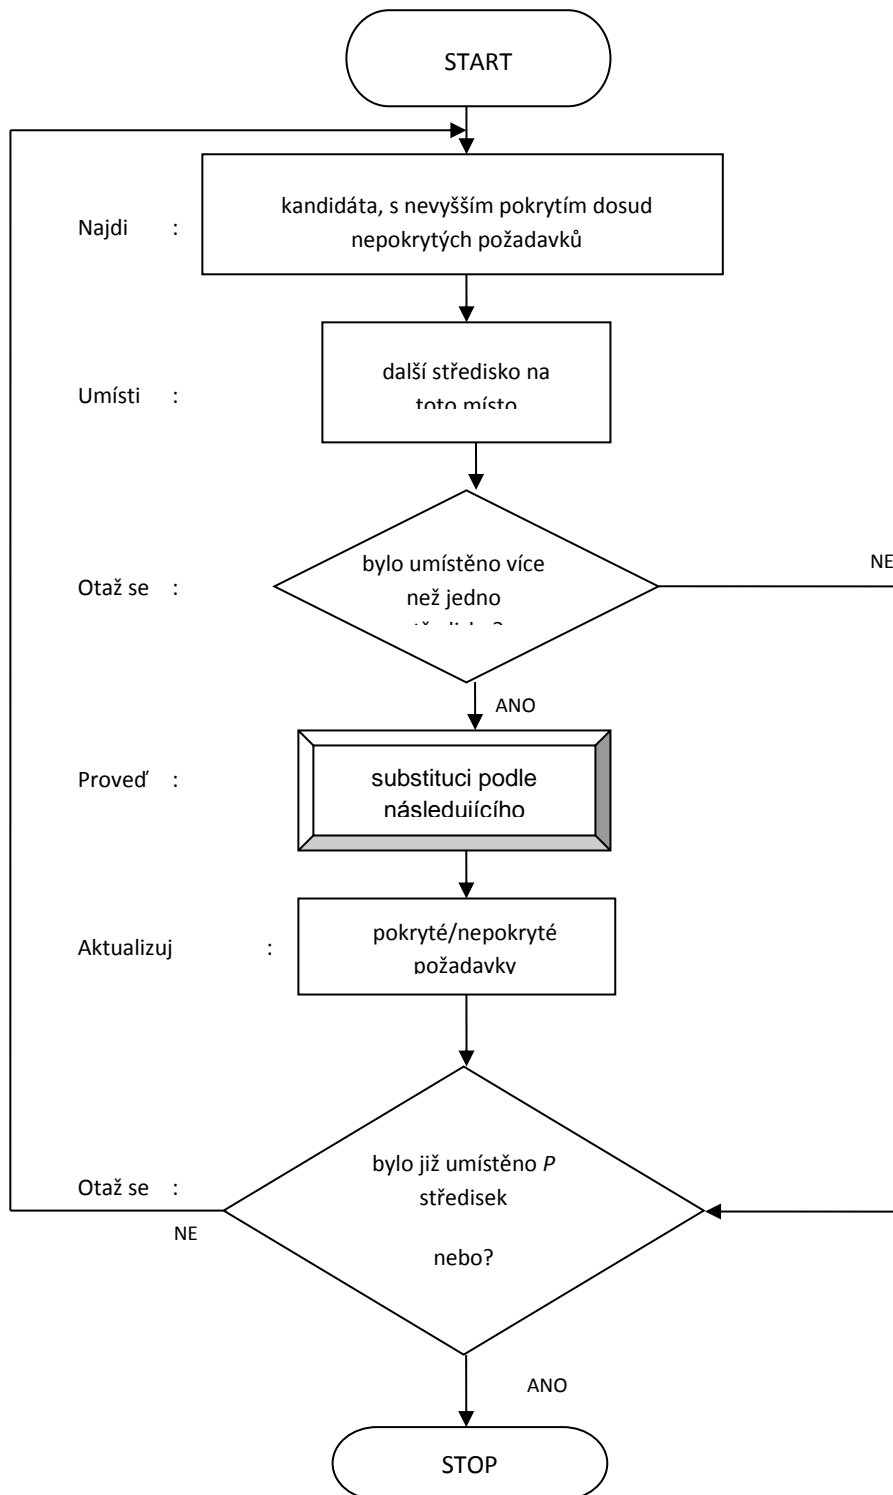 START
Najdi :
kandidáta, s nevyšším pokrytím dosud
nepokrytých požadavků
Umísti :
další středisko na
toto místo
Otaž se :
bylo umístěno více
než jedno
NE
ANO
Proveď :
substituci podle
následujícího
Aktualizuj :
pokryté/nepokryté
požadavky
Otaž se :
bylo již umístěno P
středisek
nebo?
NE
ANO
STOP